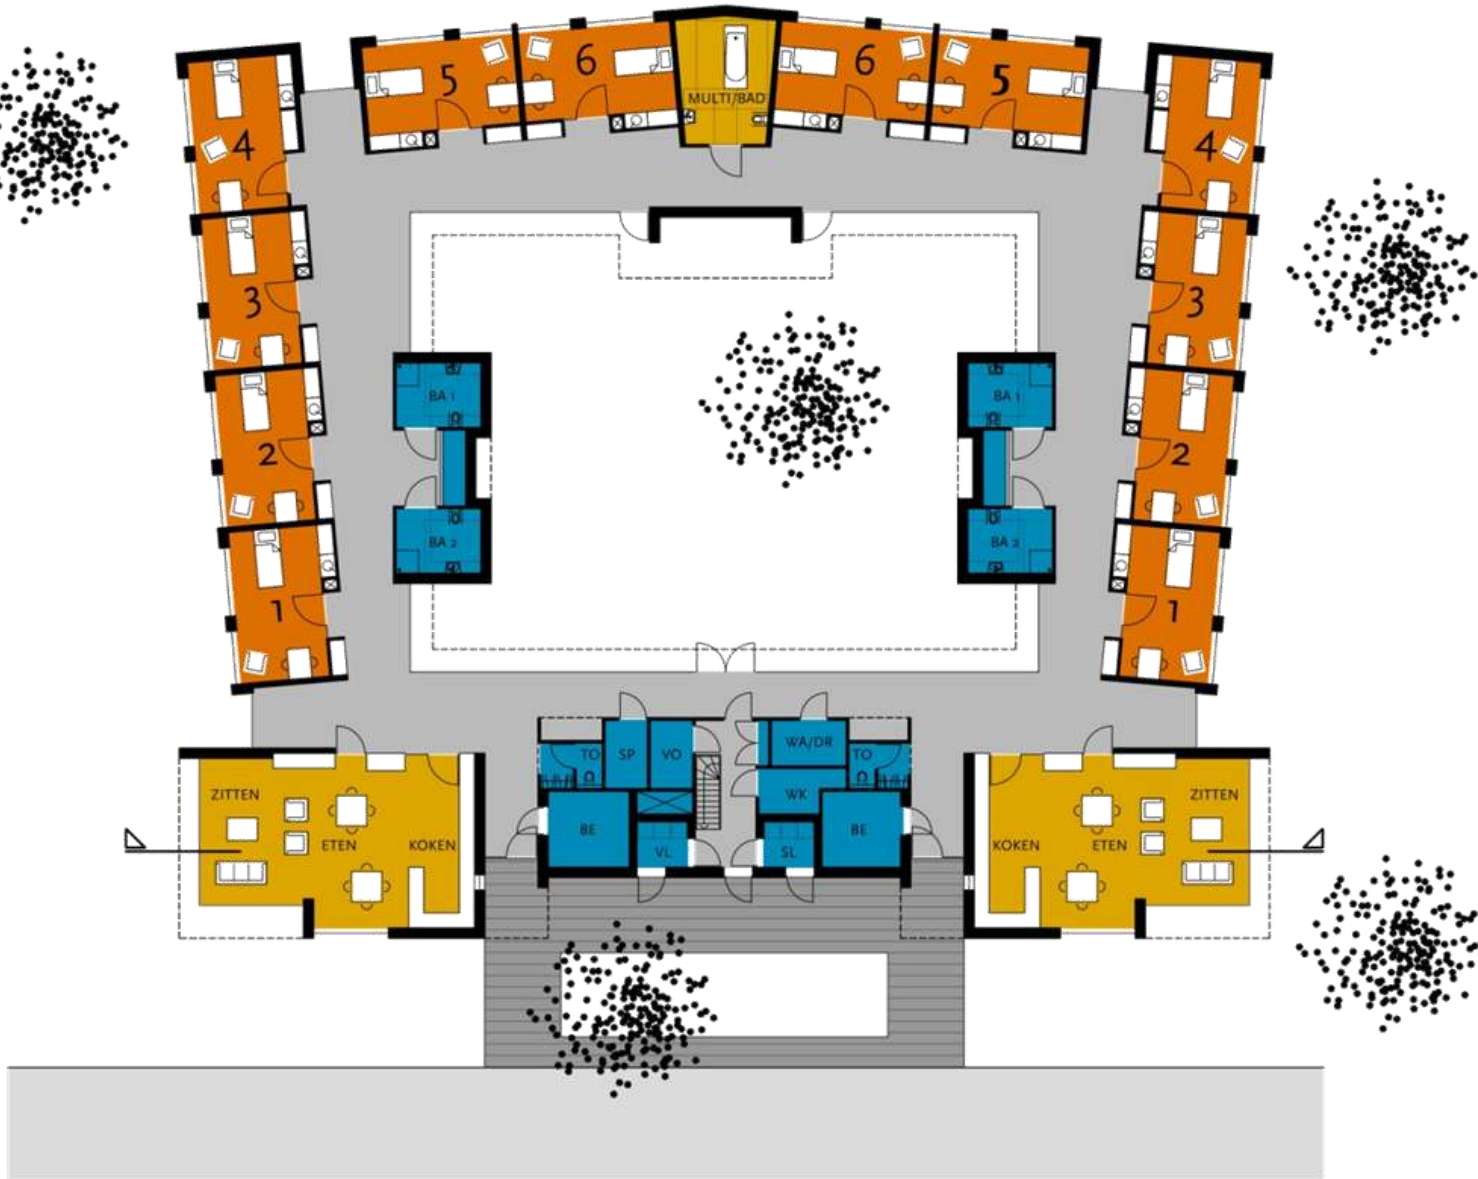 5
6
MULTI/BAD
6
5
4
4
3
3
BA 1
BA 1
2
2
BA 2
BA 2
1
1
TO
SP
VO
WA/DR
TO
ZITTEN
WK
ZITTEN
BE
BE
ETEN
KOKEN
VL
SL
KOKEN
ETEN